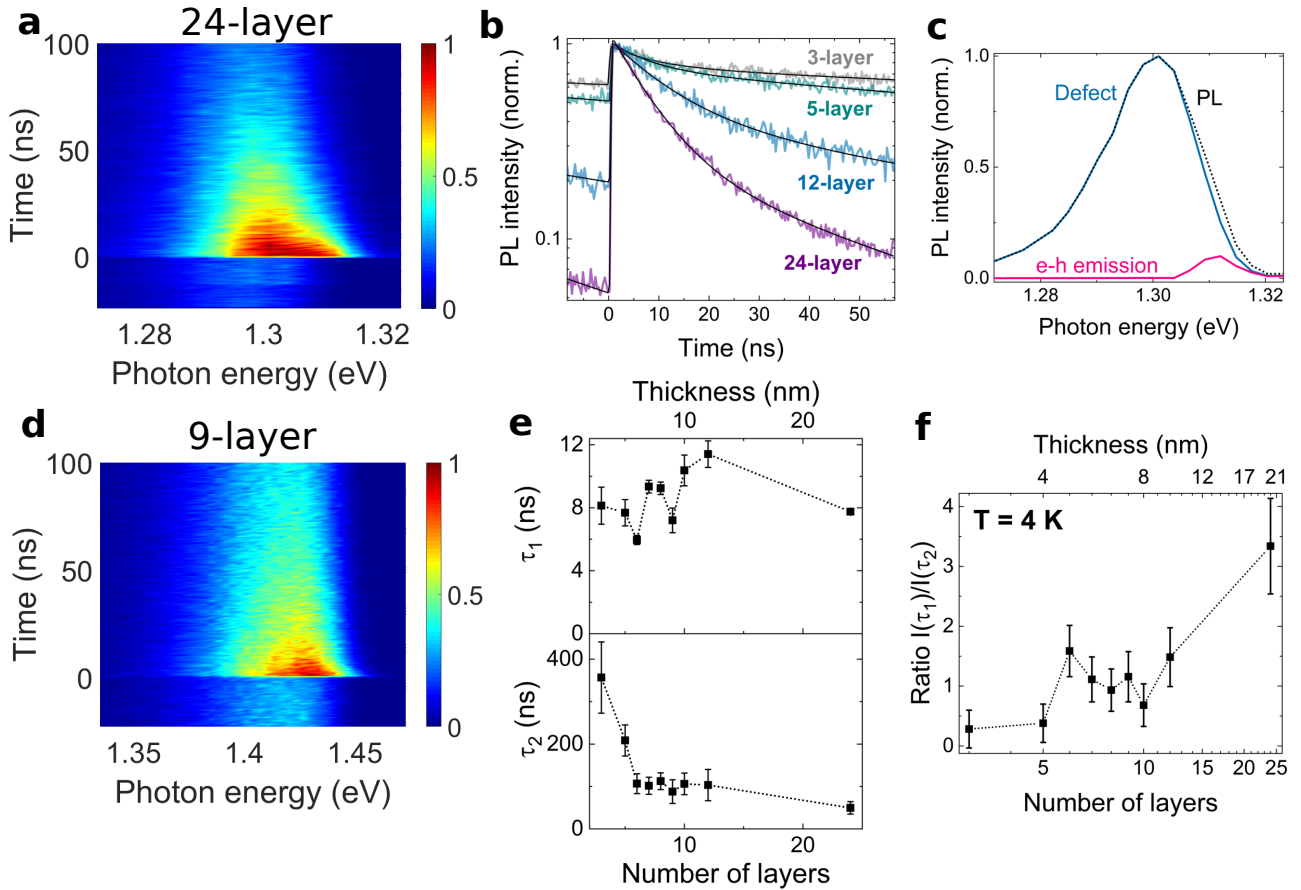 a
24-layer
100
50
0
Time (ns)
1.28
1.3
1.32
Photon energy (eV)
1
0.5
0
b
PL intensity (norm.)
1
0.1
3-layer
5-layer
12-layer
24-layer
0
10
20
30
40
50
Time (ns)
c
PL intensity (norm.)
1.0
0.5
0.0
Defect
PL
e-h emission
1.28
1.30
1.32
Photon energy (eV)
d
9-layer
100
50
0
Time (ns)
1.35
1.4
1.45
Photon energy (eV)
1
0.5
0
e
Thickness (nm)
10
20
τ1 (ns)
12
8
4
0
τ2 (ns)
400
200
0
10
20
Number of layers
f
Thickness (nm)
4
8
12
17
21
T = 4 K
Ratio I(τ1)/I(τ2)
4
3
2
1
0
5
10
15
20
25
Number of layers